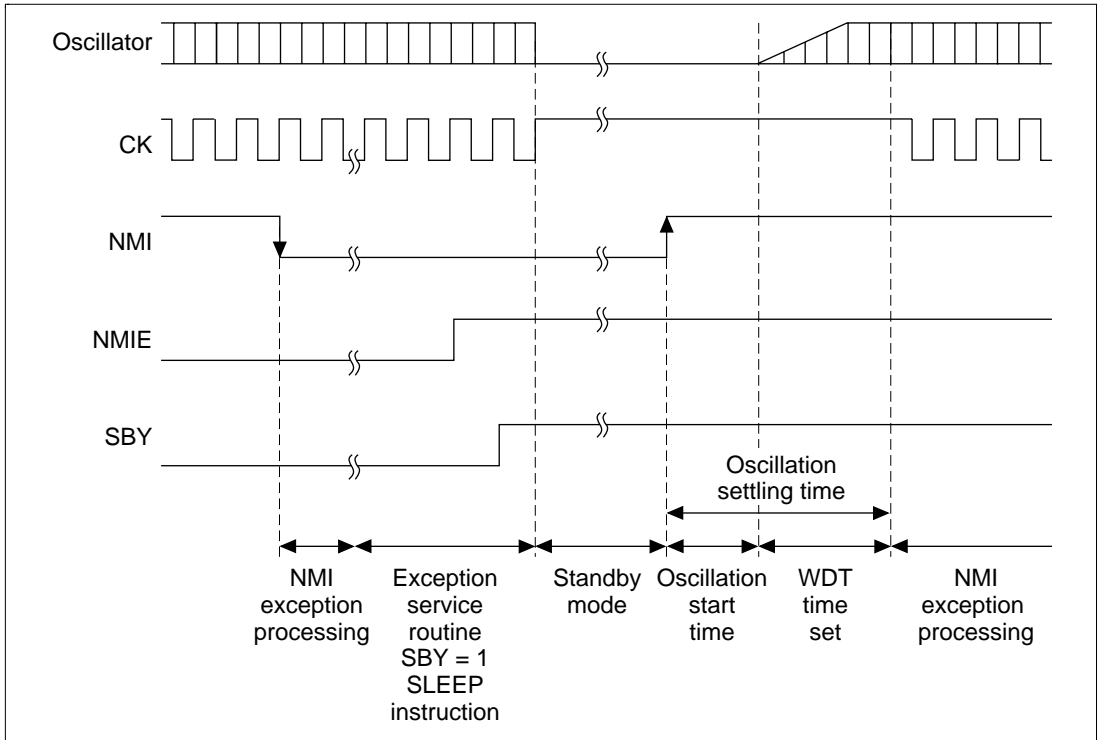 Oscillator
CK
NMI
NMIE
SBY
Oscillation
settling time
NMI
exception
processing
Exception
service
routine
SBY = 1
SLEEP
instruction
Standby
mode
Oscillation
start
time
WDT
time
set
NMI
exception
processing